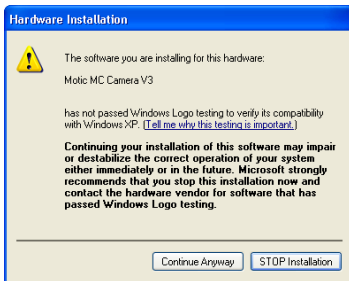 Hardware Installation
The software you are installing for this hardware:
Motic MC Camera V3
has not passed Windows Logo testing to verify its compatibility
with Windows XP. (Tell me why this testing is important.)
Continuing your installation of this software may impair
or destabilize the correct operation of your system
either immediately or in the future. Microsoft strongly
recommends that you stop this installation now and
contact the hardware vendor for software that has
passed Windows Logo testing.
Continue Anyway
STOP Installation